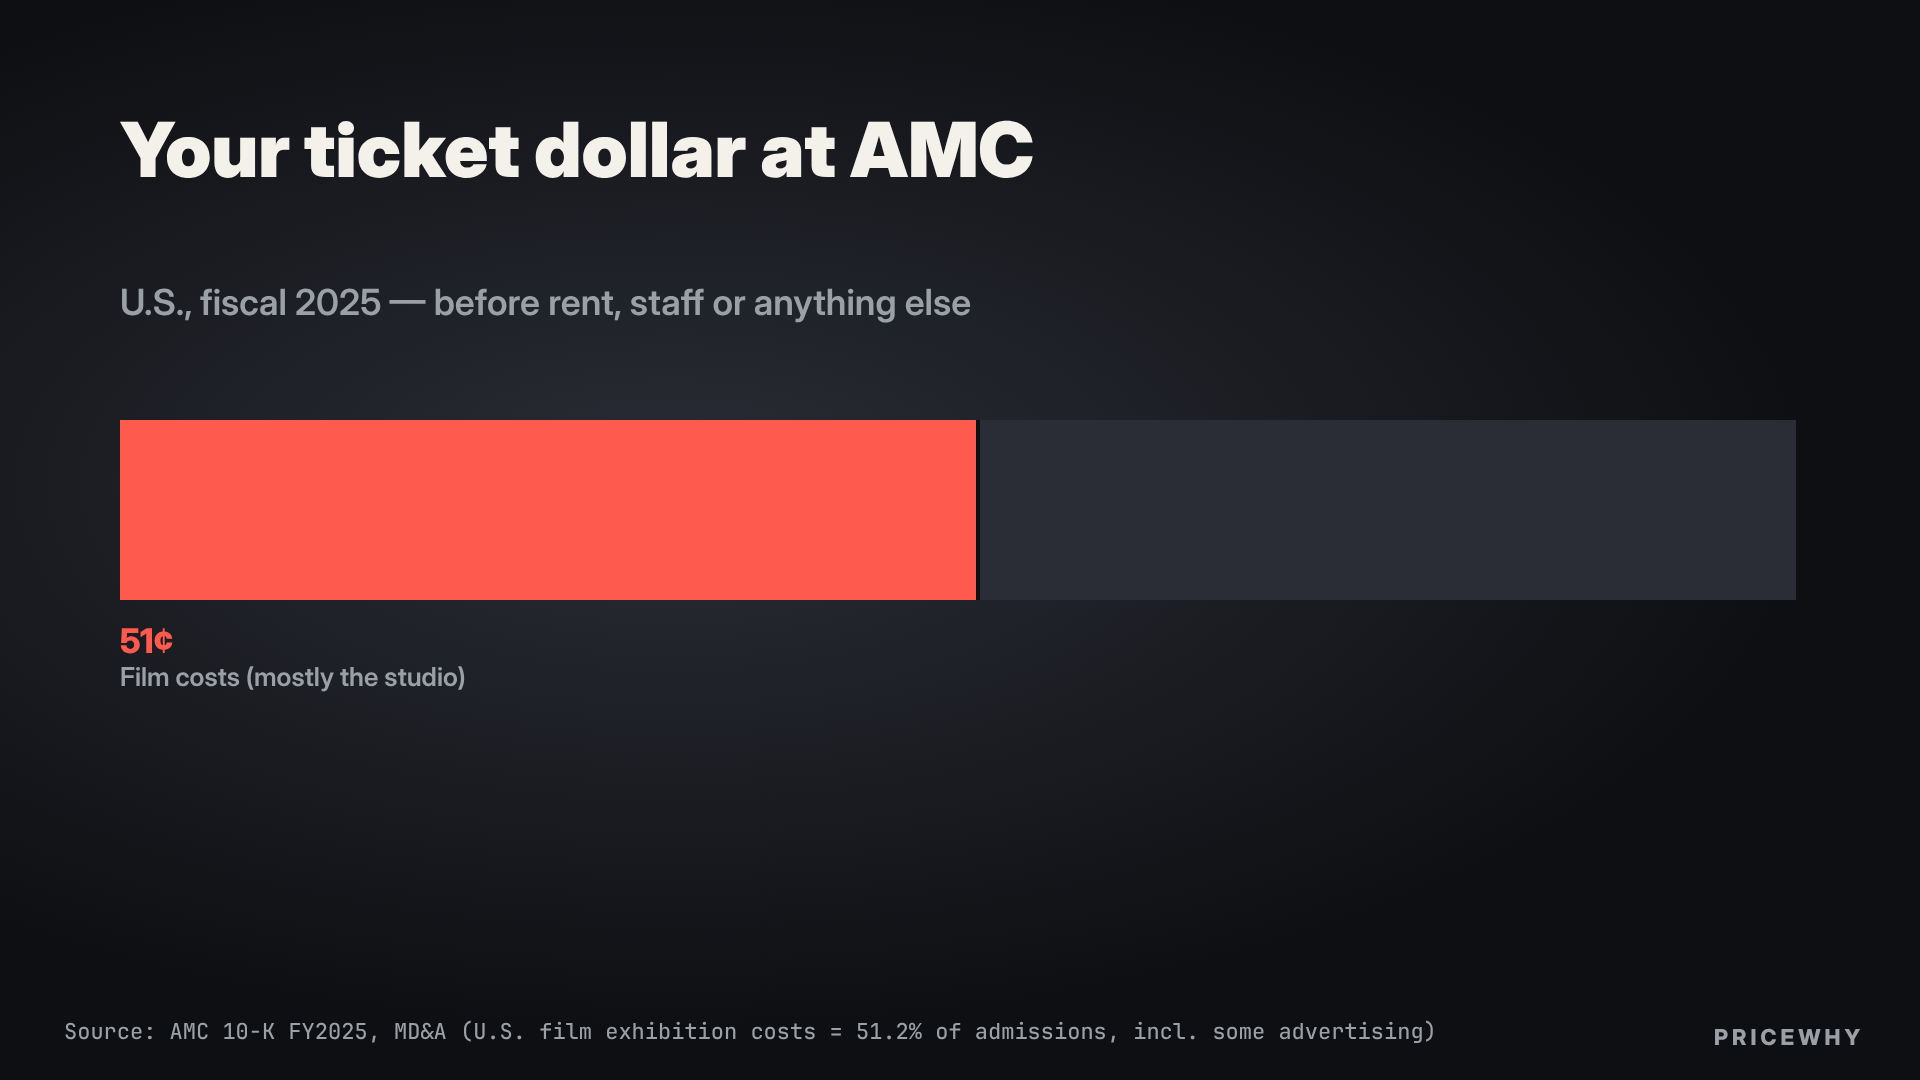 Your ticket dollar at AMC
U.S., fiscal 2025 — before rent, staff or anything else
51¢
Film costs (mostly the studio)
Source: AMC 10-K FY2025, MD&A (U.S. film exhibition costs = 51.2% of admissions, incl. some advertising)
PRICEWHY